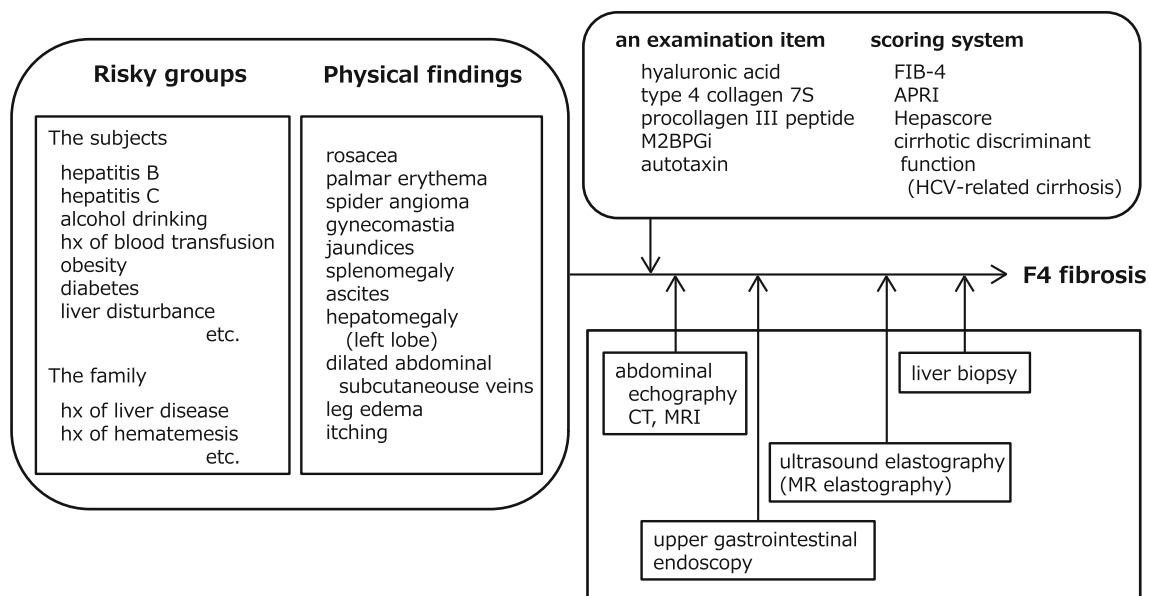 Risky groups
The subjects
hepatitis B
hepatitis C
alcohol drinking
hx of blood transfusion
obesity
diabetes
liver disturbance
etc.
The family
hx of liver disease
hx of hematemesis
etc.
Physical findings
rosacea
palmar erythema
spider angioma
gynecomastia
jaundices
splenomegaly
ascites
hepatomegaly
(left lobe)
dilated abdominal
subcutaneouse veins
leg edema
itching
an examination item
hyaluronic acid
type 4 collagen 7S
procollagen III peptide
M2BPGi
autotaxin
scoring system
FIB-4
APRI
Hepascore
cirrhotic discriminant
function
(HCV-related cirrhosis)
F4 fibrosis
abdominal
echography
CT, MRI
liver biopsy
ultrasound elastography
(MR elastography)
upper gastrointestinal
endoscopy